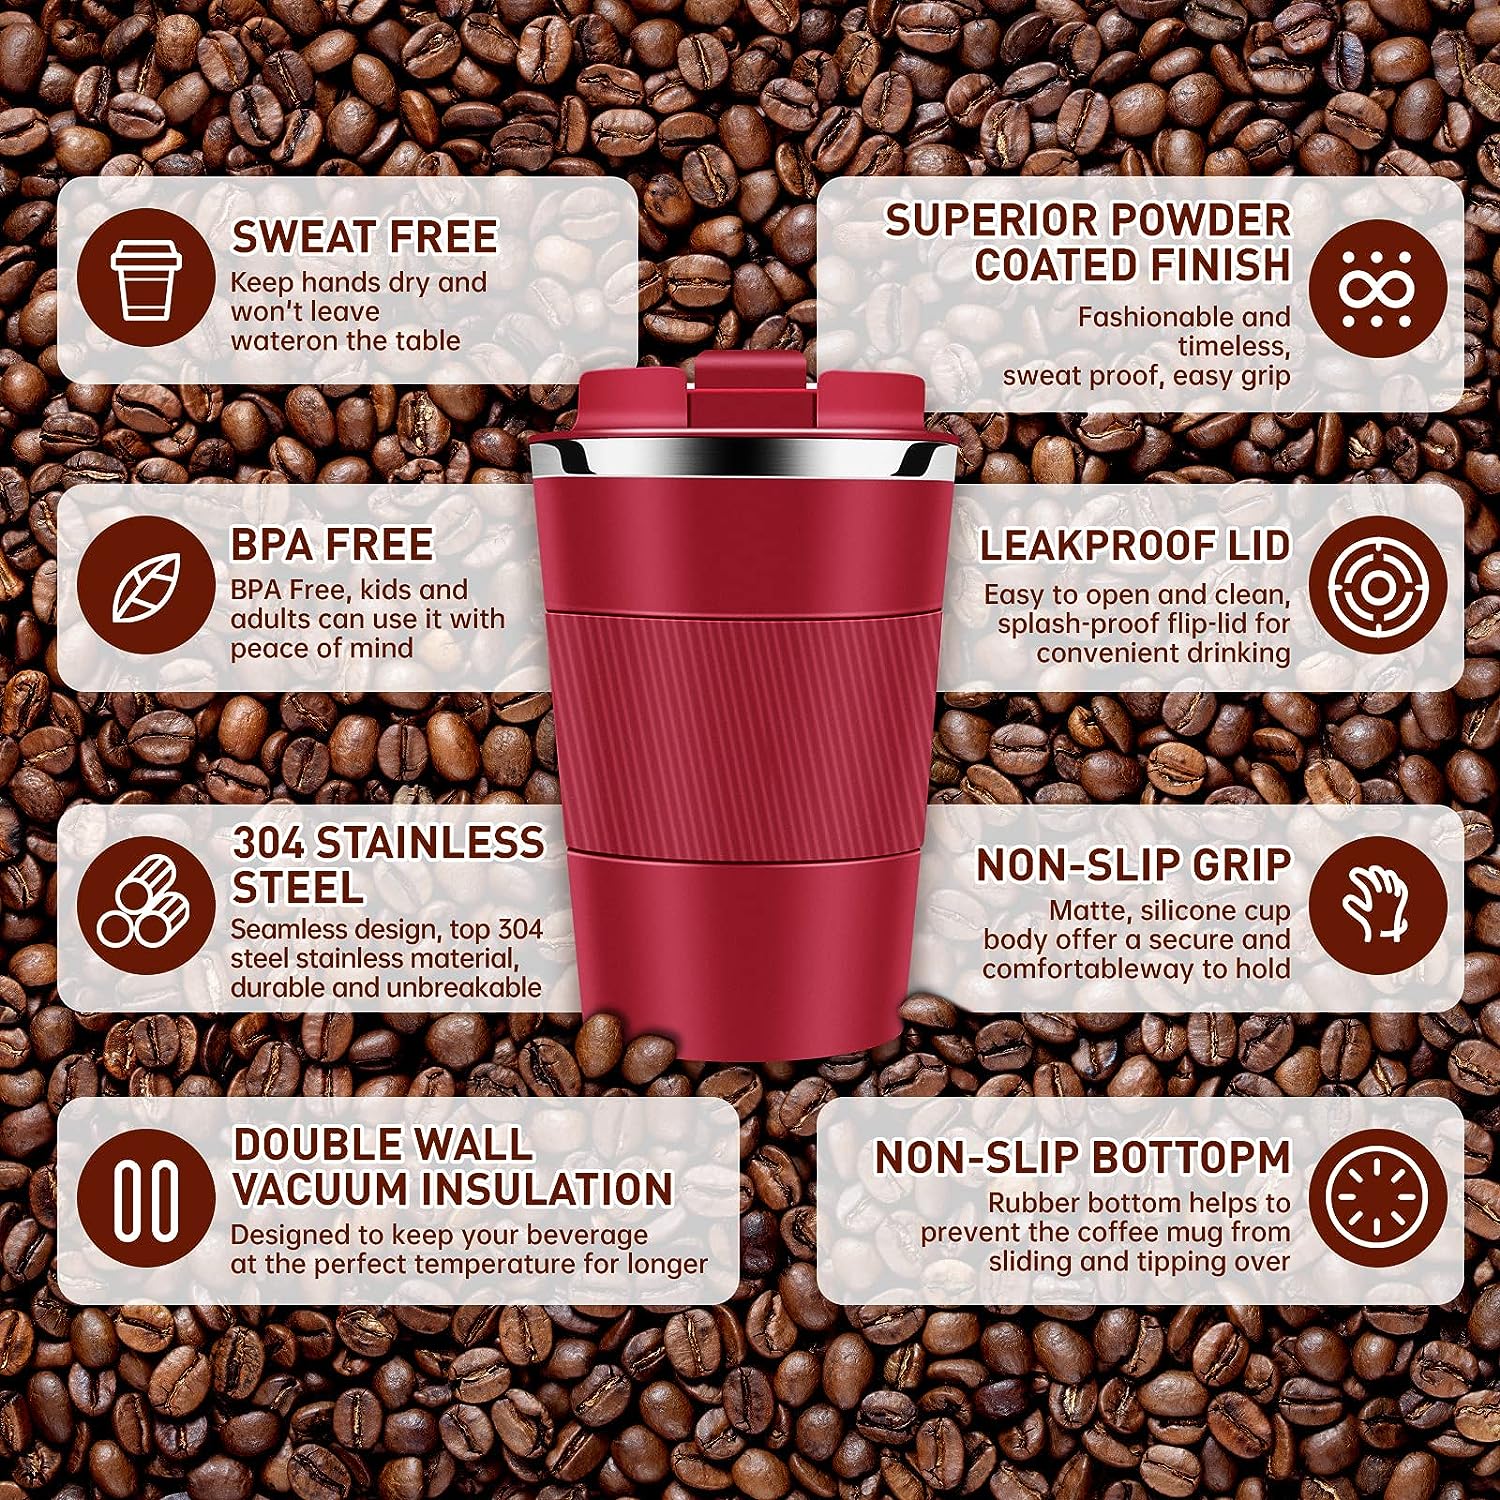 SWEAT FREE
Keep hands dry and
won't leave
wateron the table
SUPERIOR POWDER
COATED FINISH
Fashionable and
timeless,
sweat proof, easy grip
BPA FREE
BPA Free, kids and
adults can use it with
peace of mind
LEAKPROOF LID
Easy to open and clean,
splash-proof flip-lid for
convenient drinking
304 STAINLESS
STEEL
Seamless design, top 304
steel stainless material,
durable and unbreakable
NON-SLIP GRIP
Matte, silicone cup
body offer a secure and
comfortableway to hold
DOUBLE WALL
VACUUM INSULATION
Designed to keep your beverage
at the perfect temperature for longer
NON-SLIP BOTTOPM
Rubber bottom helps to
prevent the coffee mug from
sliding and tipping over